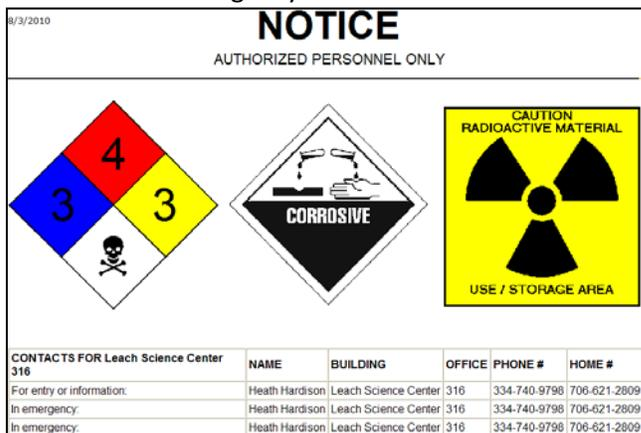 8/3/2010
NOTICE
AUTHORIZED PERSONNEL ONLY
4
3 3
CORROSIVE
CAUTION
RADIOACTIVE MATERIAL
USE / STORAGE AREA
CONTACTS FOR Leach Science Center 316 NAME BUILDING OFFICE PHONE # HOME #
For entry or information: Heath Hardison Leach Science Center 316 334-740-9798 706-621-2809
In emergency: Heath Hardison Leach Science Center 316 334-740-9798 706-621-2809
In emergency: Heath Hardison Leach Science Center 316 334-740-9798 706-621-2809